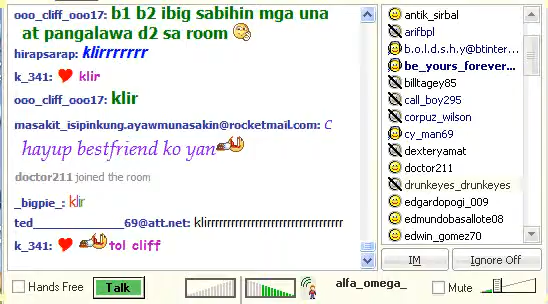 ooo_cliff_ooo17: b1 b2 ibig sabihin mga una
at pangalawa d2 sa room
hirapsarap: klirrrrrrr
k_341: klir
ooo_cliff_ooo17: klir
masakit_isipinkung.ayawmunasakin@rocketmail.com: C
hayup bestfriend ko yan
doctor211 joined the room
_bigpie_: klir
ted_____________69@att.net: klirrrrrrrrrrrrrrrrrrrrrrrrrrrrrrrrrrr
k_341: tol cliff
antik_sirbal
arifbpl
b.o.l.d.s.h.y@btinter...
be_yours_forever...
billtagey85
call_boy295
corpuz_wilson
cy_man69
dexteryamat
doctor211
drunkeyes_drunkeyes
edgardopogi_009
edmundobasallote08
edwin_gomez70
IM
Ignore Off
Hands Free
Talk
alfa_omega_
Mute